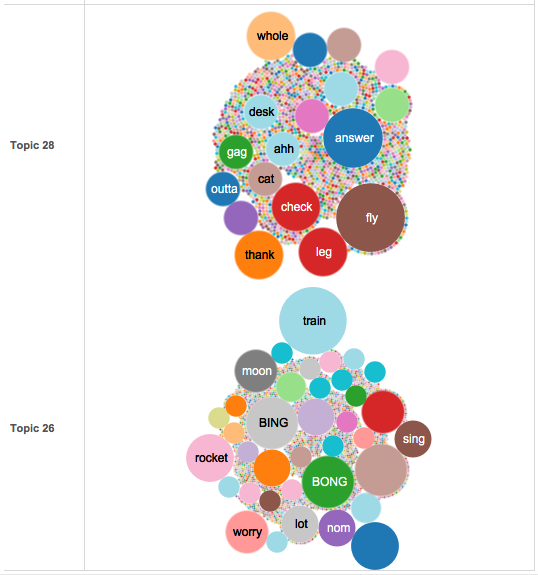 Topic 28
whole
desk
answer
gag
ahh
cat
outta
check
fly
leg
thank
Topic 26
train
moon
BING
sing
rocket
BONG
lot
nom
worry